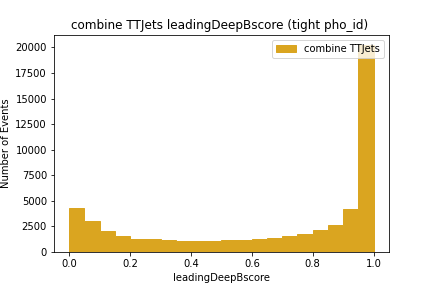 combine TTJets leadingDeepBscore (tight pho_id)
combine TTJets
Number of Events
20000
17500
15000
12500
10000
7500
5000
2500
0
0.0 0.2 0.4 0.6 0.8 1.0
leadingDeepBscore